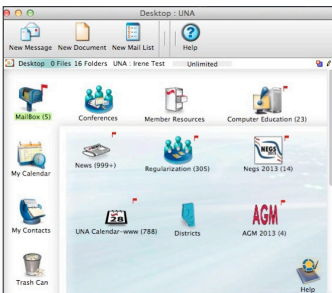 Desktop : UNA
New Message New Document New Mail List Help
Desktop 0 Files 16 Folders UNA : Irene Test Unlimited
MailBox (5) Conferences Member Resources Computer Education (23)
My Calendar News (999+) Regularization (305) NEGS 2013 Negs 2013 (14)
My Contacts 28 UNA Calendar-www (788) Districts AGM AGM 2013 (4)
Trash Can Help